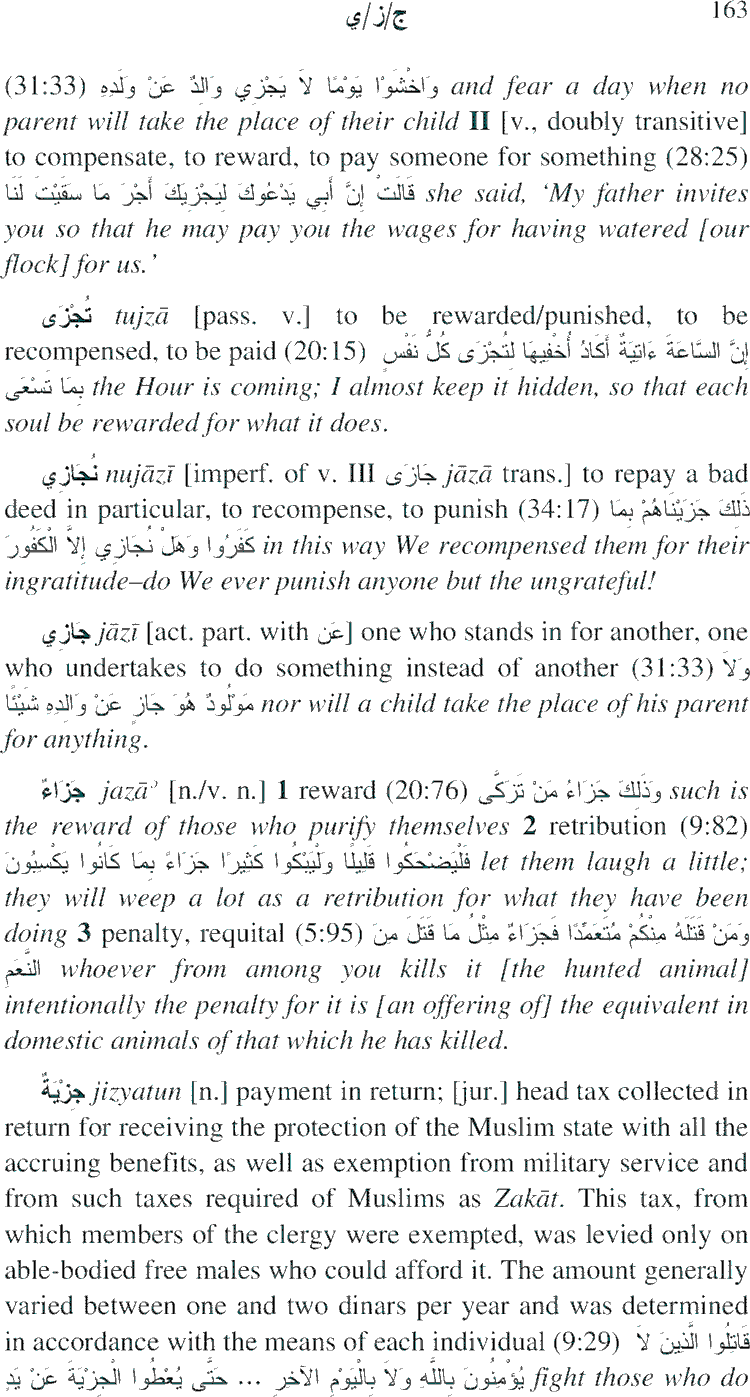 ج/ز/ي 163
(31:33) وَاخْشَوْا يَوْمًا لاَ يَجْزِي وَالِدٌ عَنْ وَلَدِهِ and fear a day when no
parent will take the place of their child II [v., doubly transitive]
to compensate, to reward, to pay someone for something (28:25)
قَالَتْ إِنَّ أَبِي يَدْعُوكَ لِيَجْزِيَكَ أَجْرَ مَا سَقَيْتَ لَنَا she said, ‘My father invites
you so that he may pay you the wages for having watered [our
flock] for us.’
تُجْزَى tujzā [pass. v.] to be rewarded/punished, to be
recompensed, to be paid (20:15) إِنَّ السَّاعَةَ ءَاتِيَةٌ أَكَادُ أُخْفِيهَا لِتُجْزَى كُلُّ نَفْسٍ
بِمَا تَسْعَى the Hour is coming; I almost keep it hidden, so that each
soul be rewarded for what it does.
نُجَازِي nujāzī [imperf. of v. III جَازَى jāzā trans.] to repay a bad
deed in particular, to recompense, to punish (34:17) ذَلِكَ جَزَيْنَاهُمْ بِمَا
كَفَرُوا وَهَلْ نُجَازِي إِلاَّ الْكَفُورَ in this way We recompensed them for their
ingratitude–do We ever punish anyone but the ungrateful!
جَازِي jāzī [act. part. with عَن] one who stands in for another, one
who undertakes to do something instead of another (31:33) وَلاَ
مَوْلُودٌ هُوَ جَازٍ عَنْ وَالِدِهِ شَيْئًا nor will a child take the place of his parent
for anything.
جَزَاءٌ jazāʾ [n./v. n.] 1 reward (20:76) وَذَلِكَ جَزَاءُ مَنْ تَزَكَّى such is
the reward of those who purify themselves 2 retribution (9:82)
فَلْيَضْحَكُوا قَلِيلًا وَلْيَبْكُوا كَثِيرًا جَزَاءً بِمَا كَانُوا يَكْسِبُونَ let them laugh a little;
they will weep a lot as a retribution for what they have been
doing 3 penalty, requital (5:95) وَمَنْ قَتَلَهُ مِنْكُمْ مُتَعَمِّدًا فَجَزَاءٌ مِثْلُ مَا قَتَلَ مِنَ
النَّعَمِ whoever from among you kills it [the hunted animal]
intentionally the penalty for it is [an offering of] the equivalent in
domestic animals of that which he has killed.
جِزْيَةٌ jizyatun [n.] payment in return; [jur.] head tax collected in
return for receiving the protection of the Muslim state with all the
accruing benefits, as well as exemption from military service and
from such taxes required of Muslims as Zakāt. This tax, from
which members of the clergy were exempted, was levied only on
able-bodied free males who could afford it. The amount generally
varied between one and two dinars per year and was determined
in accordance with the means of each individual (9:29) قَاتِلُوا الَّذِينَ لاَ
يُؤْمِنُونَ بِاللَّهِ وَلاَ بِالْيَوْمِ الآخِرِ ... حَتَّى يُعْطُوا الْجِزْيَةَ عَنْ يَدٍ fight those who do